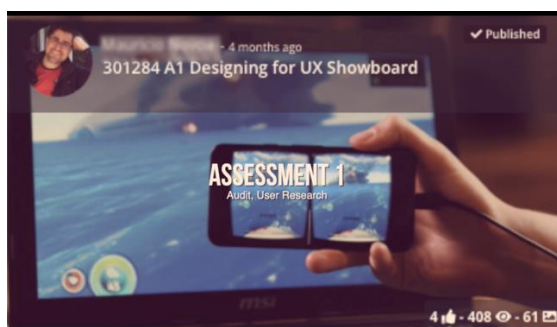 - 4 months ago
✓ Published
301284 A1 Designing for UX Showboard
ASSESSMENT 1
Audit, User Research
msi
4 - 408 - 61